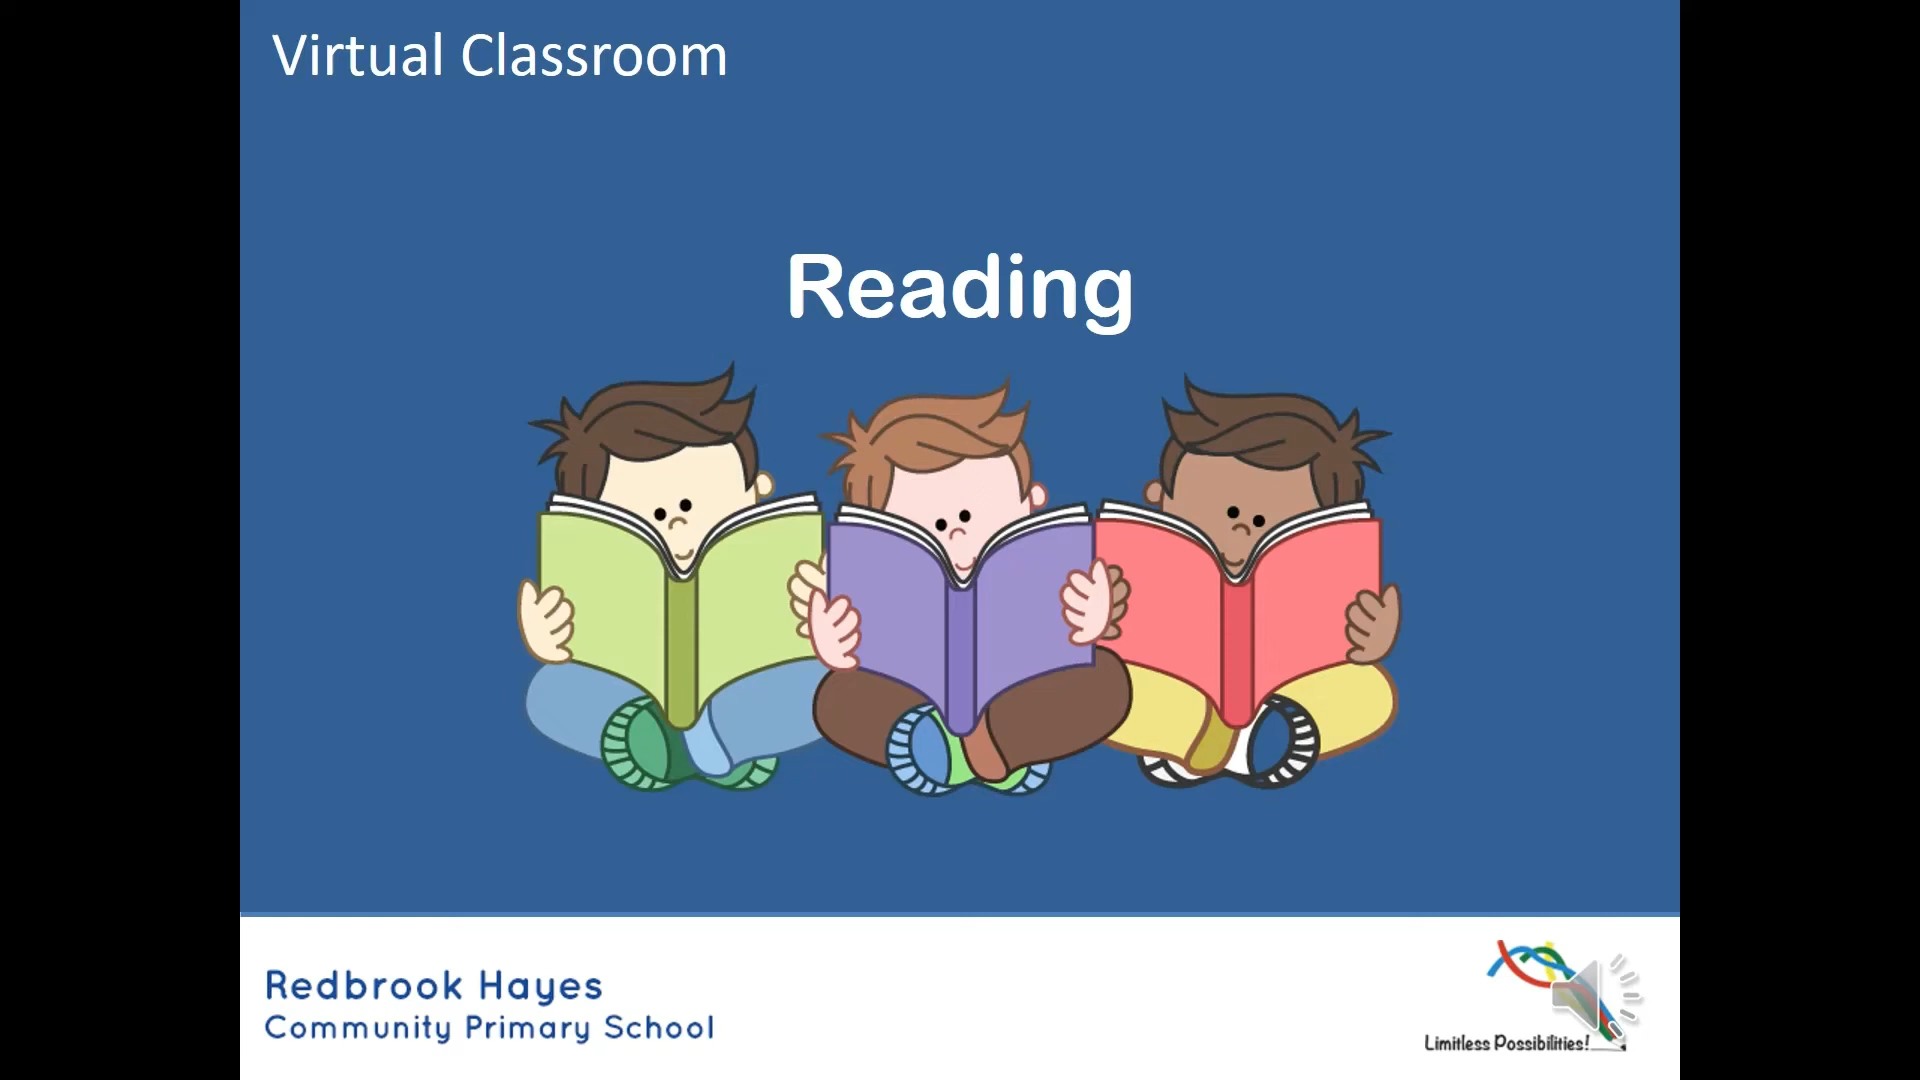 Virtual Classroom
Reading
Redbrook Hayes
Community Primary School
Limitless Possibilities!